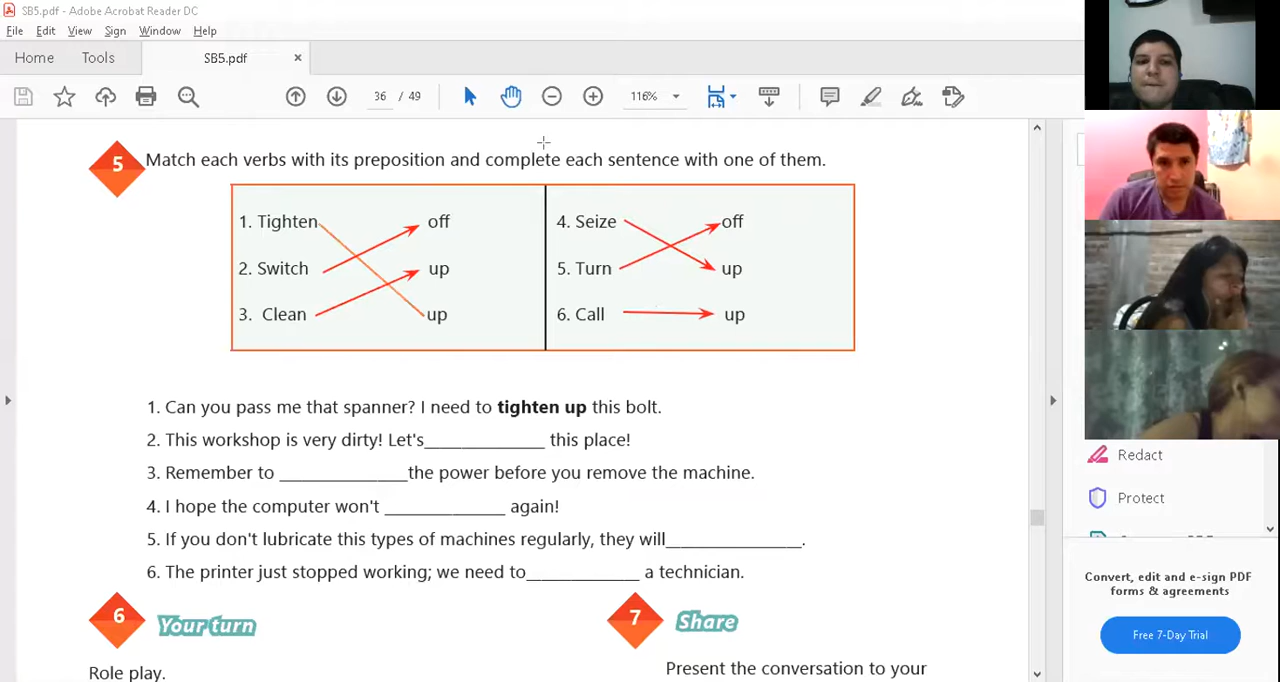 SB5.pdf - Adobe Acrobat Reader DC
File Edit View Sign Window Help
Home Tools SB5.pdf ×
36 / 49 116%
5 Match each verbs with its preposition and complete each sentence with one of them.
1. Tighten off 4. Seize off
2. Switch up 5. Turn up
3. Clean up 6. Call up
1. Can you pass me that spanner? I need to tighten up this bolt.
2. This workshop is very dirty! Let's_____________ this place!
3. Remember to ______________the power before you remove the machine.
4. I hope the computer won't _____________ again!
5. If you don't lubricate this types of machines regularly, they will_______________.
6. The printer just stopped working; we need to____________ a technician.
6 Your turn 7 Share
Role play. Present the conversation to your
Redact
Protect
Convert, edit and e-sign PDF
forms & agreements
Free 7-Day Trial